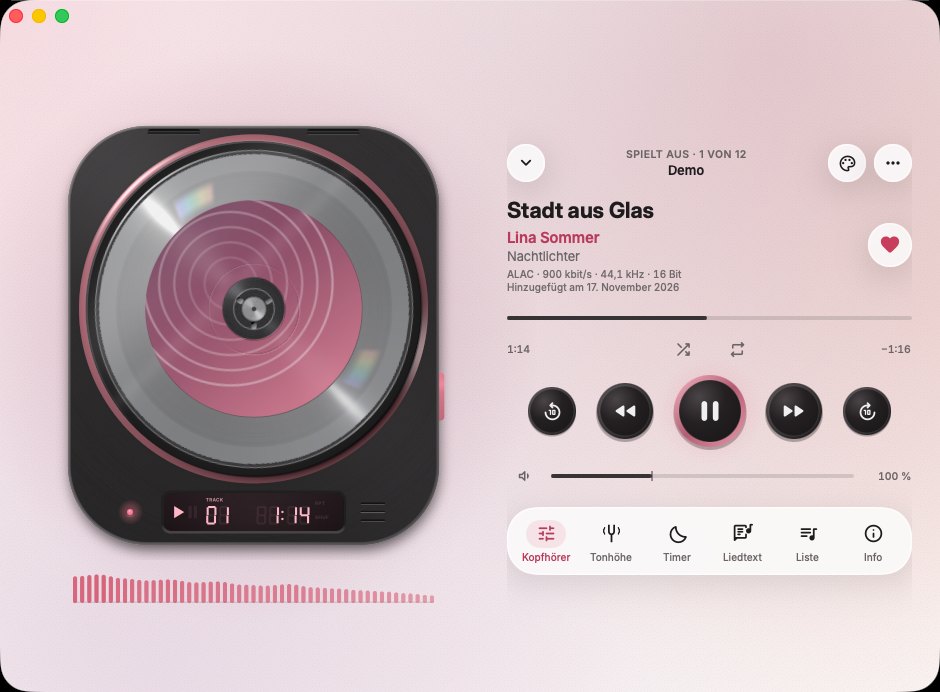 SPIELT AUS · 1 VON 12
Demo
Stadt aus Glas
Lina Sommer
Nachtlichter
ALAC · 900 kbit/s · 44,1 kHz · 16 Bit
Hinzugefügt am 17. November 2026
1:14
−1:16
10
10
100 %
TRACK
01
1:14
Kopfhörer
Tonhöhe
Timer
Liedtext
Liste
Info